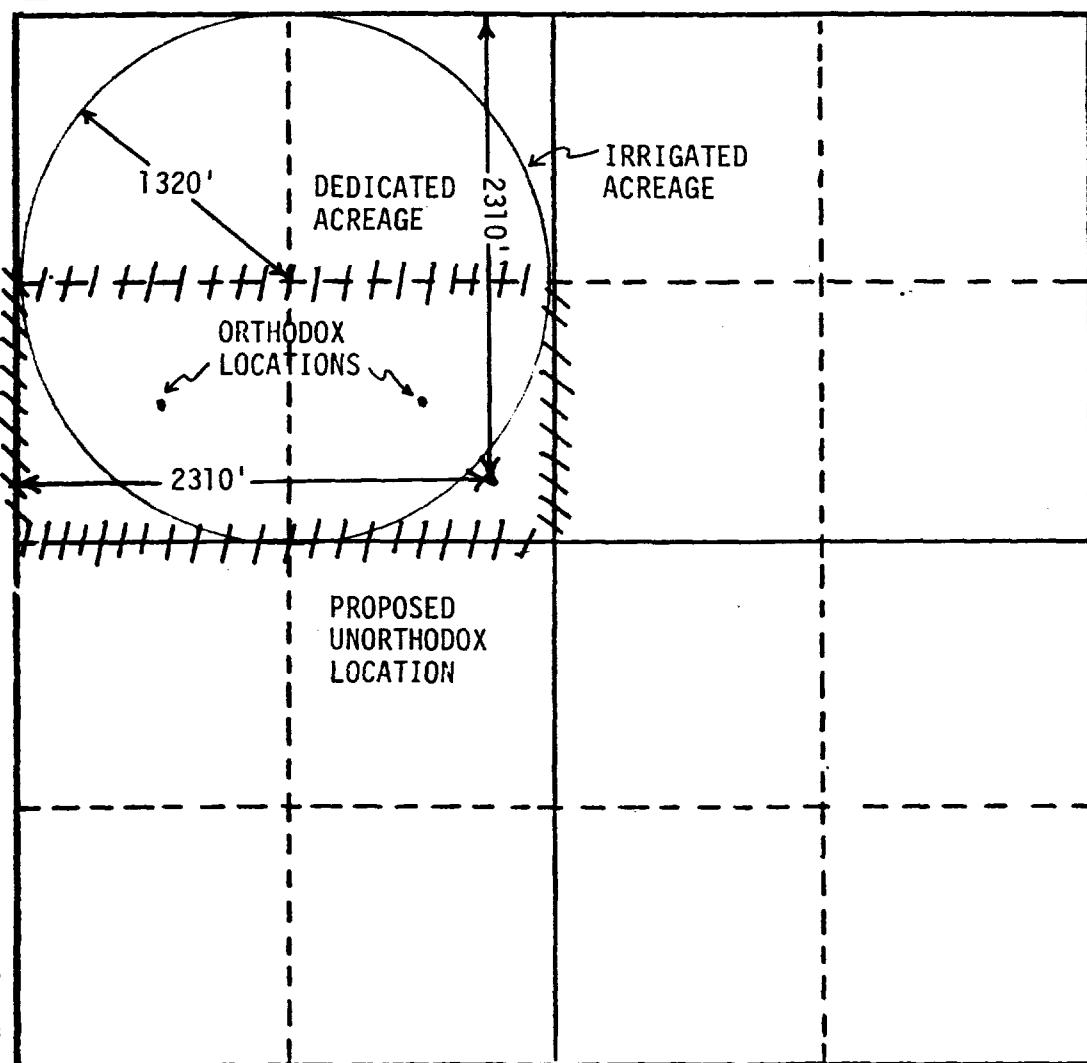 IRRIGATED
ACREAGE
1320'
DEDICATED
ACREAGE
2310'
ORTHODOX
LOCATIONS
2310'
PROPOSED
UNORTHODOX
LOCATION